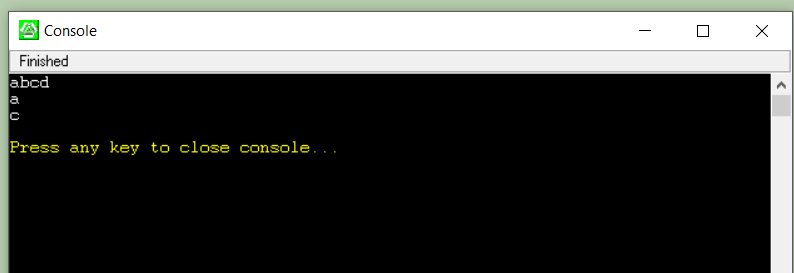 Console
Finished
abcd
a
c
Press any key to close console...